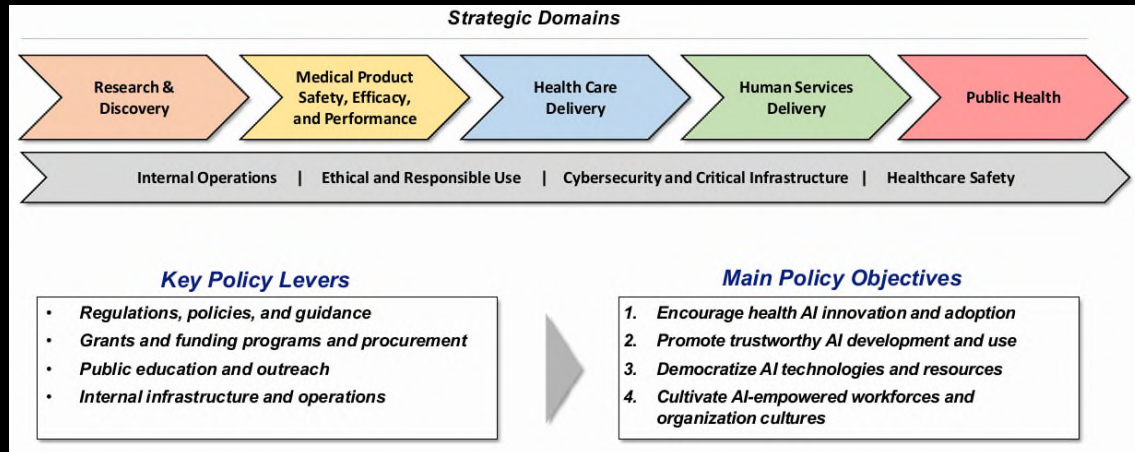 Strategic Domains
Research &
Discovery
Medical Product
Safety, Efficacy,
and Performance
Health Care
Delivery
Human Services
Delivery
Public Health
Internal Operations | Ethical and Responsible Use | Cybersecurity and Critical Infrastructure | Healthcare Safety
Key Policy Levers
• Regulations, policies, and guidance
• Grants and funding programs and procurement
• Public education and outreach
• Internal infrastructure and operations
Main Policy Objectives
1. Encourage health AI innovation and adoption
2. Promote trustworthy AI development and use
3. Democratize AI technologies and resources
4. Cultivate AI-empowered workforces and
organization cultures